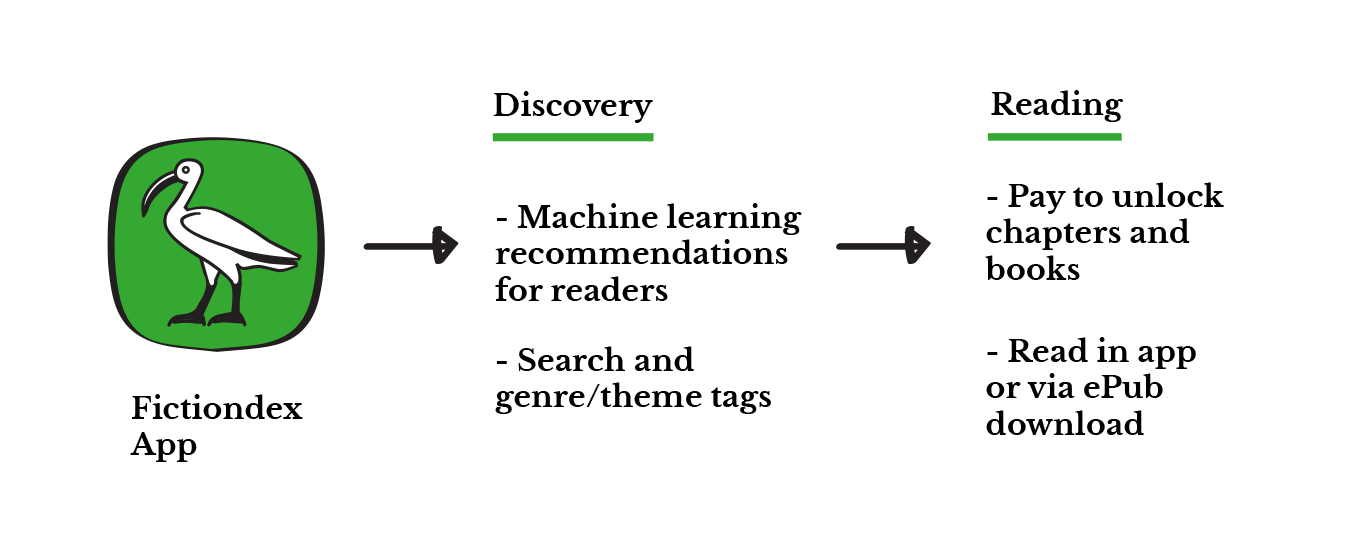 Fictiondex
App
Discovery
- Machine learning
recommendations
for readers
- Search and
genre/theme tags
Reading
- Pay to unlock
chapters and
books
- Read in app
or via ePub
download